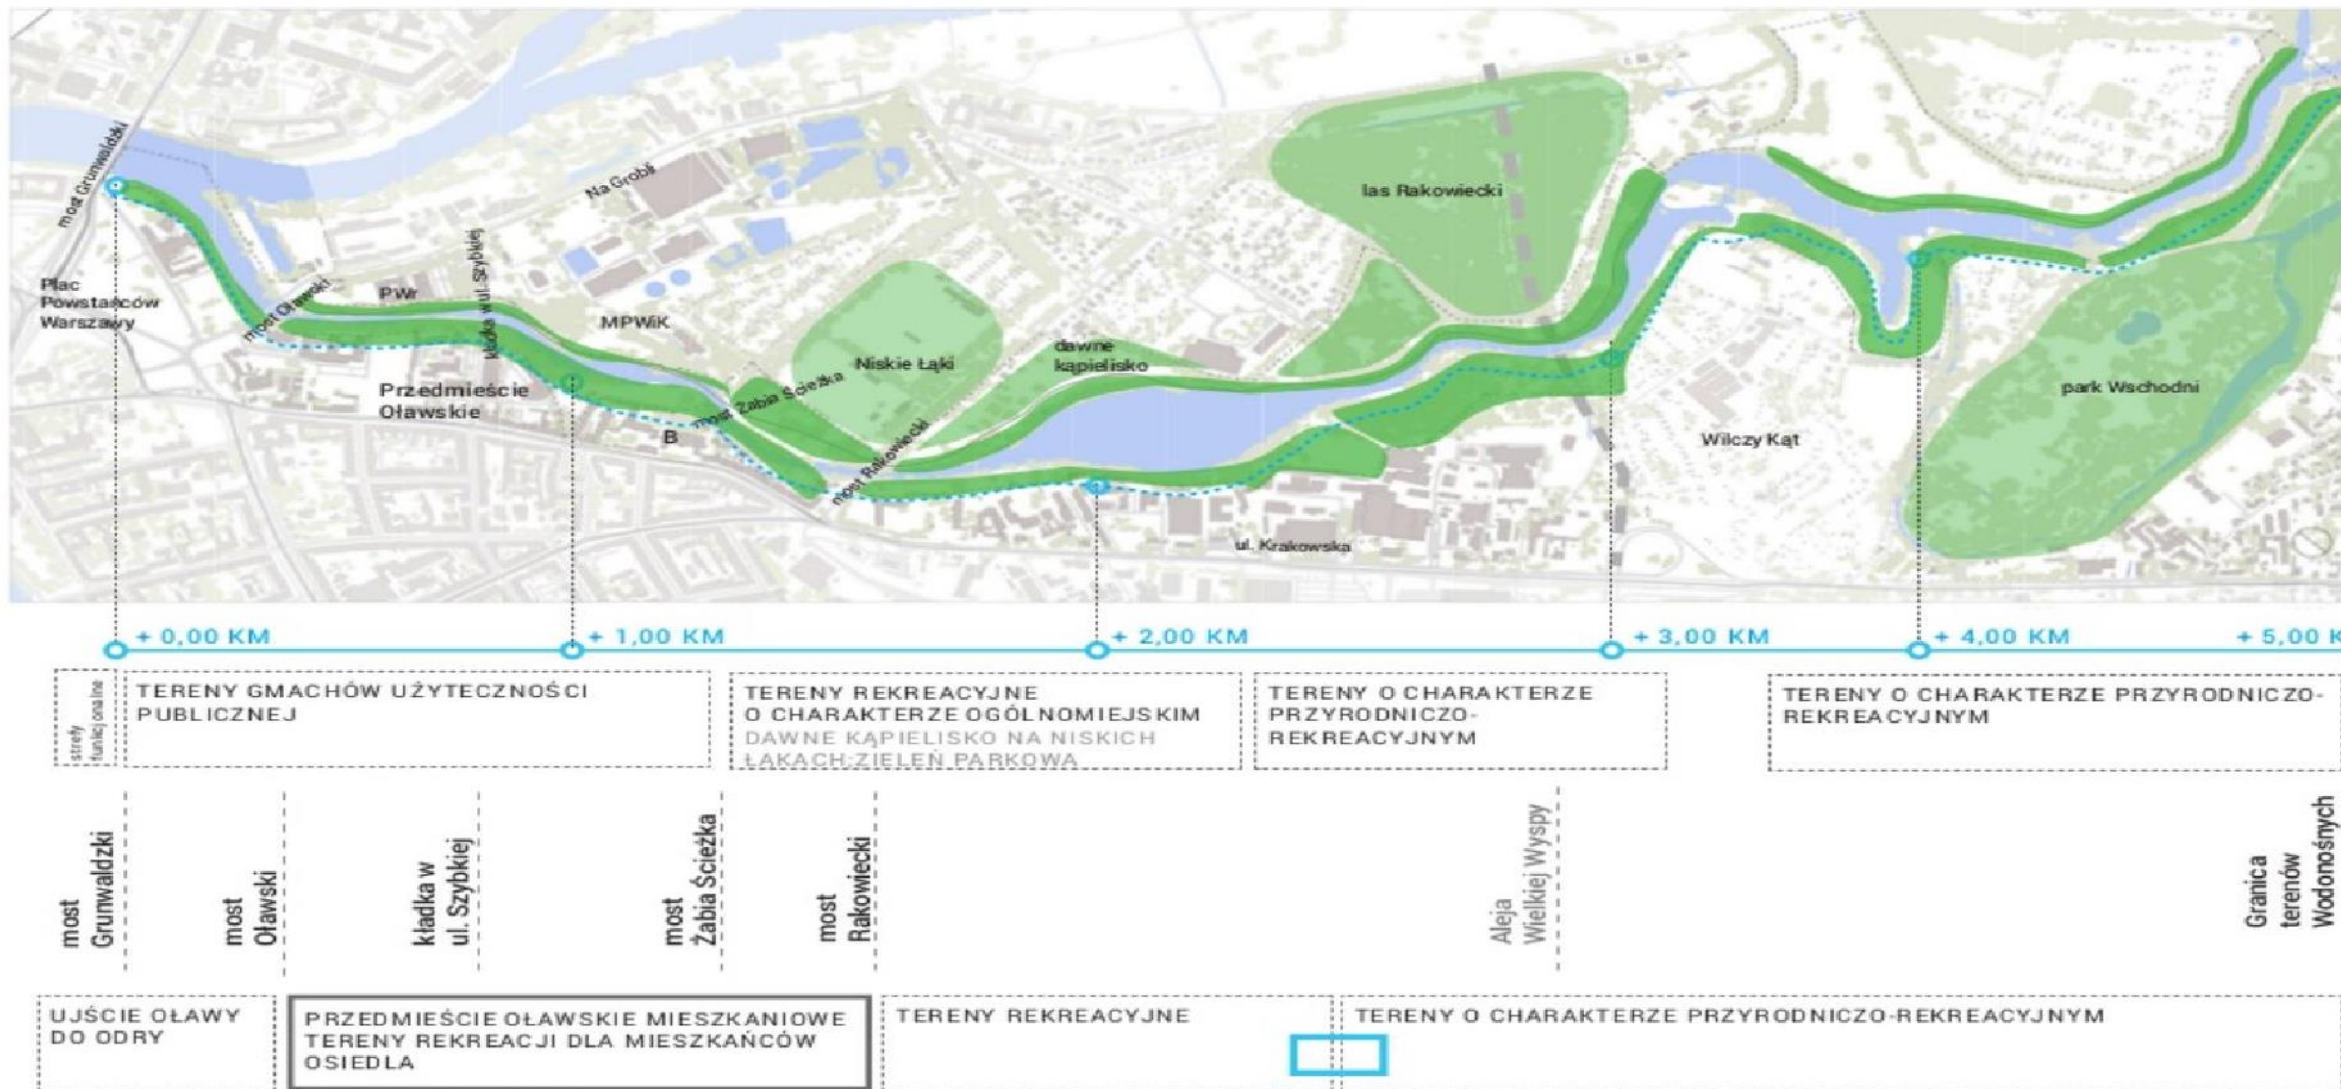 most Grunwaldzki
Na Grobli
las Rakowiecki
kładka w ul. Szybkiej
Plac
Powstańców
Warszawy
most Oławski
PWr
MPWiK
Niskie Łąki
dawne
kąpielisko
Przedmieście
Oławskie
most Żabia Ścieżka
B
most Rakowiecki
park Wschodni
Wilczy Kąt
ul. Krakowska
+ 0,00 KM
+ 1,00 KM
+ 2,00 KM
+ 3,00 KM
+ 4,00 KM
+ 5,00 K
strefy
funkcjonalne
TERENY GMACHÓW UŻYTECZNOŚCI
PUBLICZNEJ
TERENY REKREACYJNE
O CHARAKTERZE OGÓLNOMIEJSKIM
DAWNE KĄPIELISKO NA NISKICH
ŁAKACH;ZIELEŃ PARKOWA
TERENY O CHARAKTERZE
PRZYRODNICZO-
REKREACYJNYM
TERENY O CHARAKTERZE PRZYRODNICZO-
REKREACYJNYM
most
Grunwaldzki
most
Oławski
kładka w
ul. Szybkiej
most
Żabia Ścieżka
most
Rakowiecki
Aleja
Wielkiej Wyspy
Granica
terenów
Wodonośnych
UJŚCIE OŁAWY
DO ODRY
PRZEDMIEŚCIE OŁAWSKIE MIESZKANIOWE
TERENY REKREACJI DLA MIESZKAŃCÓW
OSIEDLA
TERENY REKREACYJNE
TERENY O CHARAKTERZE PRZYRODNICZO-REKREACYJNYM